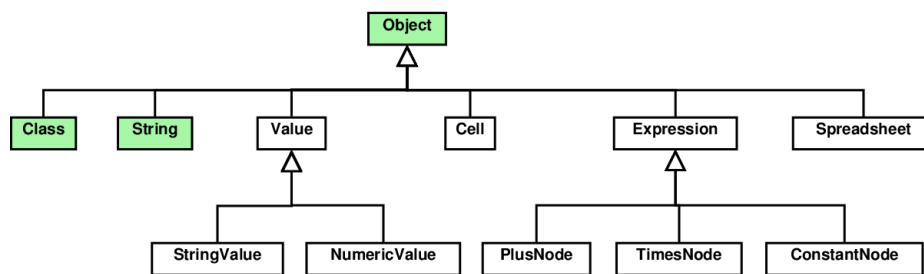 Object
Class
String
Value
Cell
Expression
Spreadsheet
StringValue
NumericValue
PlusNode
TimesNode
ConstantNode